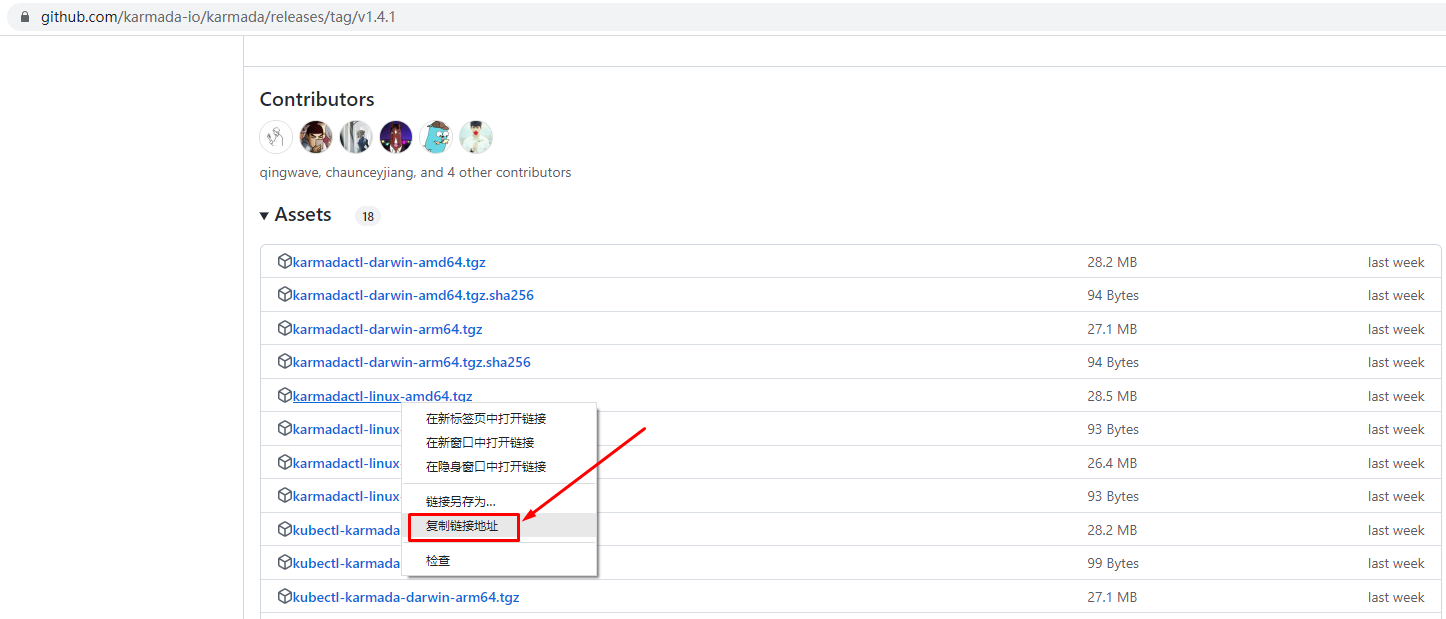 github.com/karmada-io/karmada/releases/tag/v1.4.1
Contributors
qingwave, chaunceyjiang, and 4 other contributors
Assets 18
karmadactl-darwin-amd64.tgz 28.2 MB last week
karmadactl-darwin-amd64.tgz.sha256 94 Bytes last week
karmadactl-darwin-arm64.tgz 27.1 MB last week
karmadactl-darwin-arm64.tgz.sha256 94 Bytes last week
karmadactl-linux-amd64.tgz 28.5 MB last week
karmadactl-linux- 93 Bytes last week
karmadactl-linux- 26.4 MB last week
karmadactl-linux- 93 Bytes last week
kubectl-karmada 28.2 MB last week
kubectl-karmada 99 Bytes last week
kubectl-karmada-darwin-arm64.tgz 27.1 MB last week
在新标签页中打开链接
在新窗口中打开链接
在隐身窗口中打开链接
链接另存为...
复制链接地址
检查